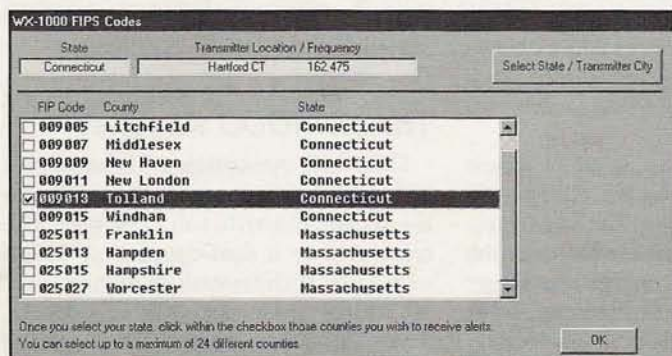 WX-1000 FIPS Codes
State Transmitter Location / Frequency
Connecticut Hartford CT 162.475 Select State / Transmitter City
FIP Code County State
009005 Litchfield Connecticut
009007 Middlesex Connecticut
009009 New Haven Connecticut
009011 New London Connecticut
009013 Tolland Connecticut
009015 Windham Connecticut
025011 Franklin Massachusetts
025013 Hampden Massachusetts
025015 Hampshire Massachusetts
025027 Worcester Massachusetts
Once you select your state, click within the checkbox those counties you wish to receive alerts.
You can select up to a maximum of 24 different counties
OK